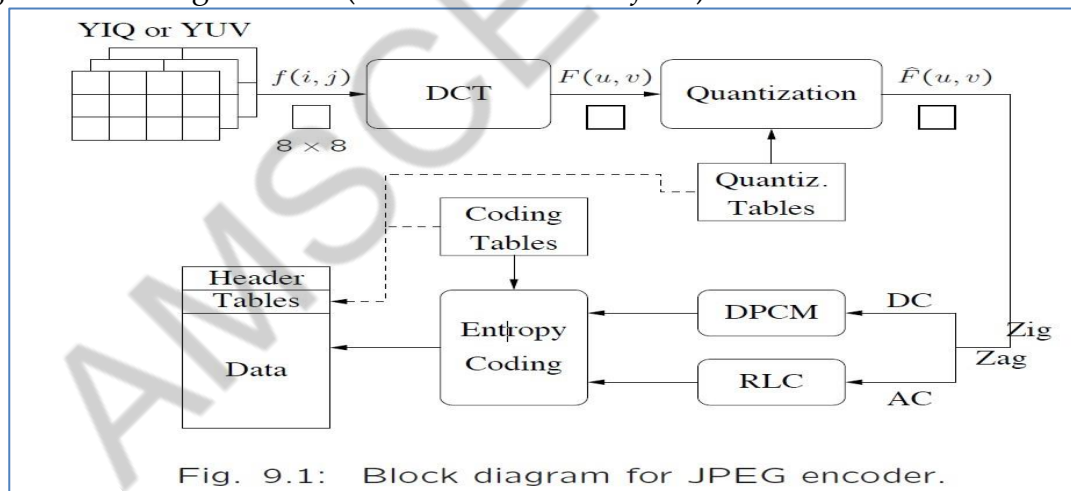 YIQ or YUV
f(i, j)
8 × 8
DCT
F(u, v)
Quantization
F̂(u, v)
Quantiz.
Tables
Coding
Tables
Header
Tables
Data
Entropy
Coding
DPCM
RLC
DC
AC
Zig
Zag
AMSCE
Fig. 9.1: Block diagram for JPEG encoder.